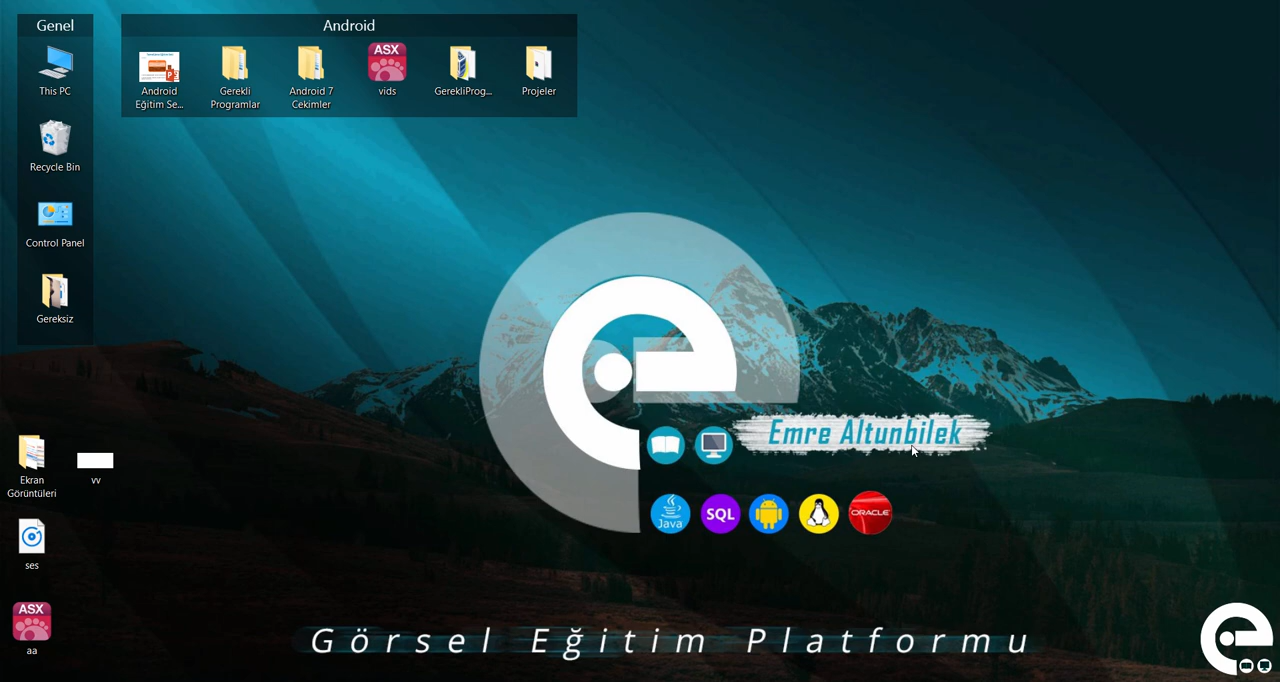 Genel
This PC
Recycle Bin
Control Panel
Gereksiz
Android
Android
Eğitim Se...
Gerekli
Programlar
Android 7
Cekimler
ASX
vids
GerekliProg...
Projeler
Emre Altunbilek
Java
SQL
ORACLE
Ekran
Görüntüleri
vv
ses
ASX
aa
Görsel Eğitim Platformu